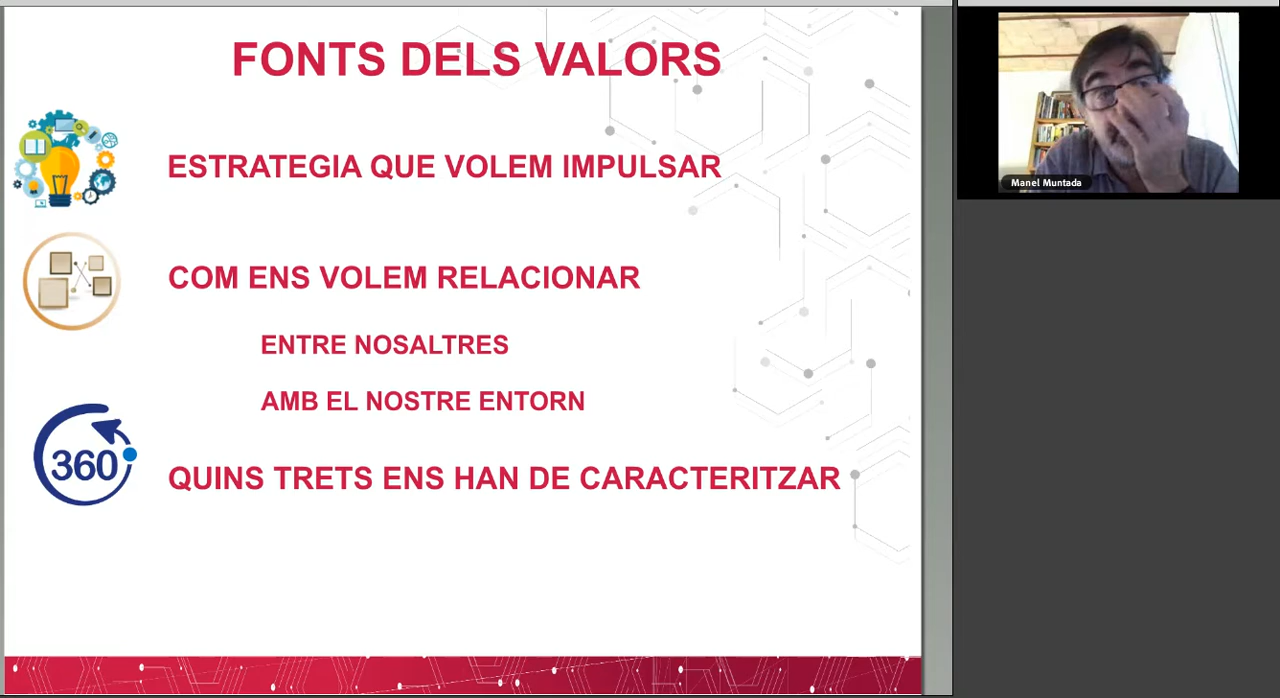 FONTS DELS VALORS
ESTRATEGIA QUE VOLEM IMPULSAR
COM ENS VOLEM RELACIONAR
ENTRE NOSALTRES
AMB EL NOSTRE ENTORN
360
QUINS TRETS ENS HAN DE CARACTERITZAR
Manel Muntada